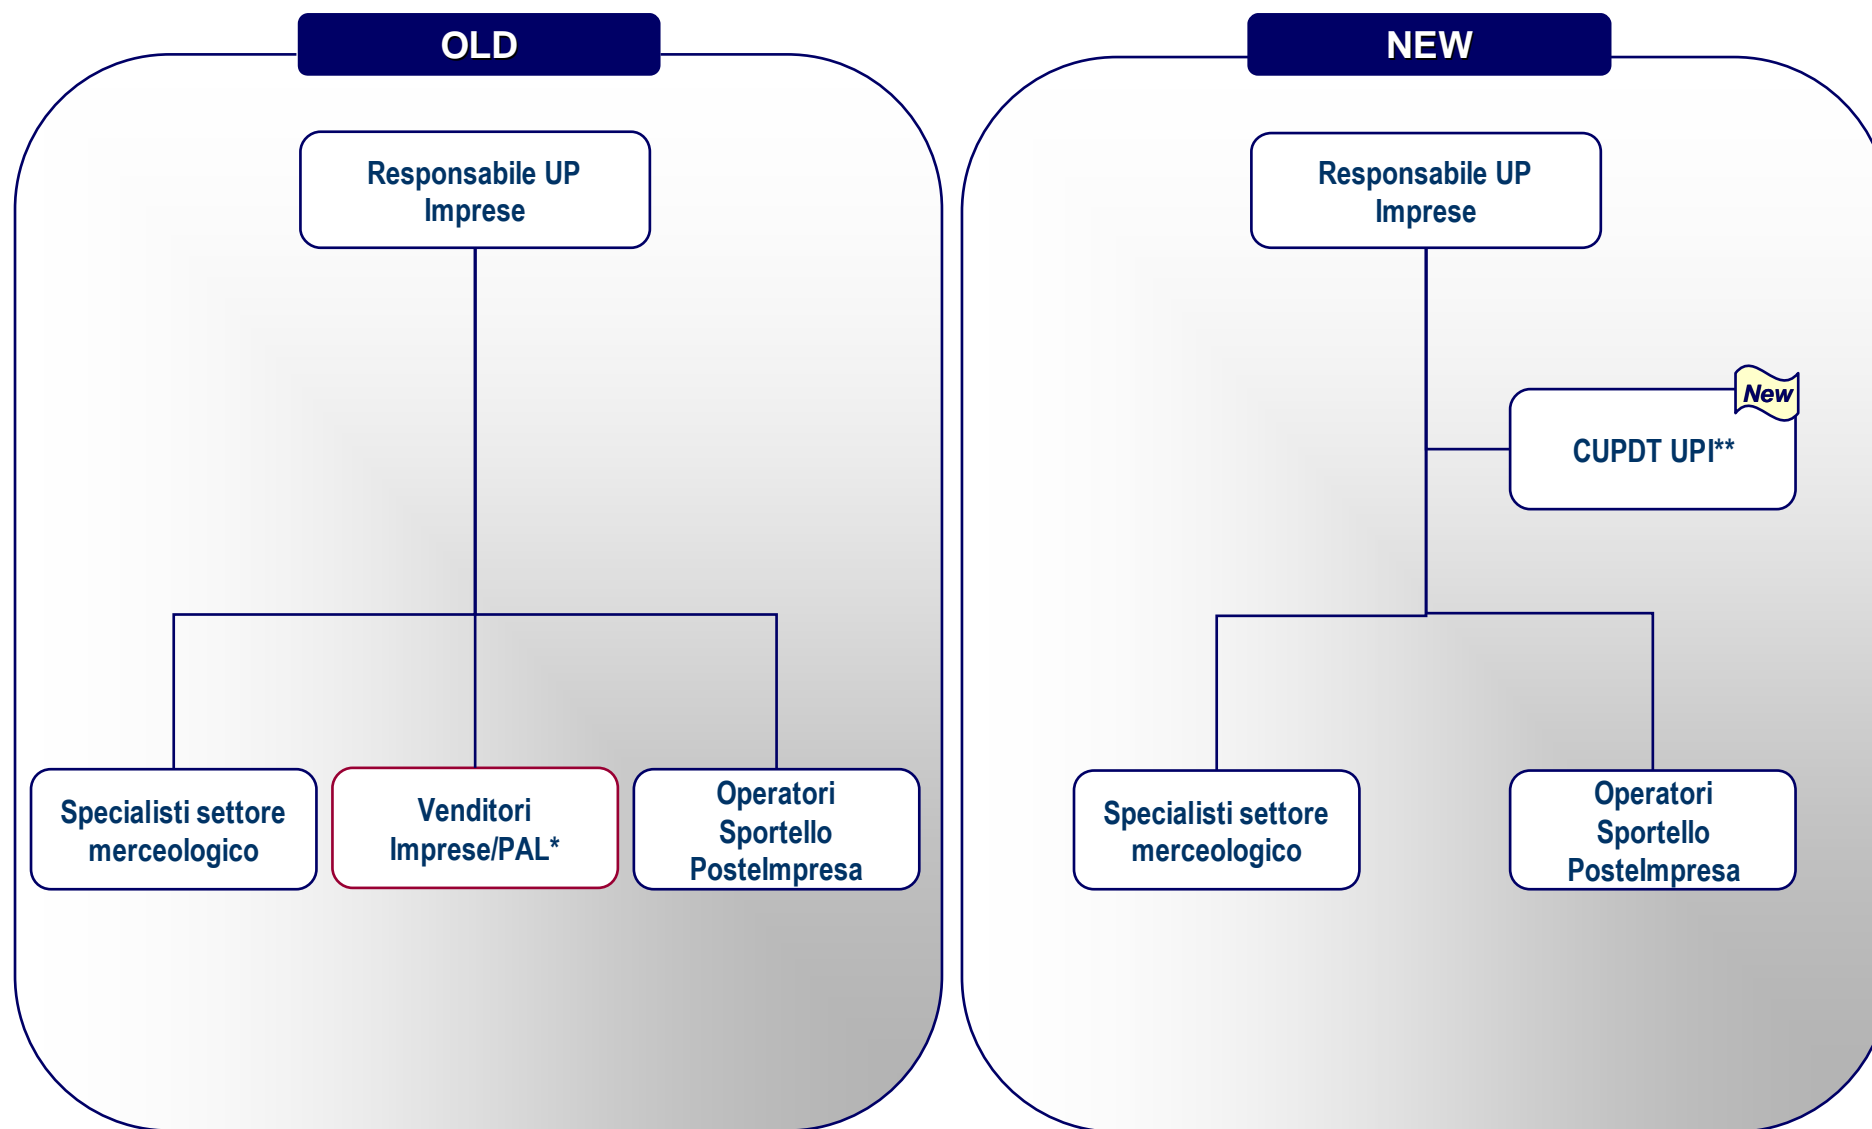 OLD
Responsabile UP
Imprese
Specialisti settore
merceologico
Venditori
Imprese/PAL*
Operatori
Sportello
PosteImpresa
NEW
Responsabile UP
Imprese
New
CUPDT UPI**
Specialisti settore
merceologico
Operatori
Sportello
PosteImpresa